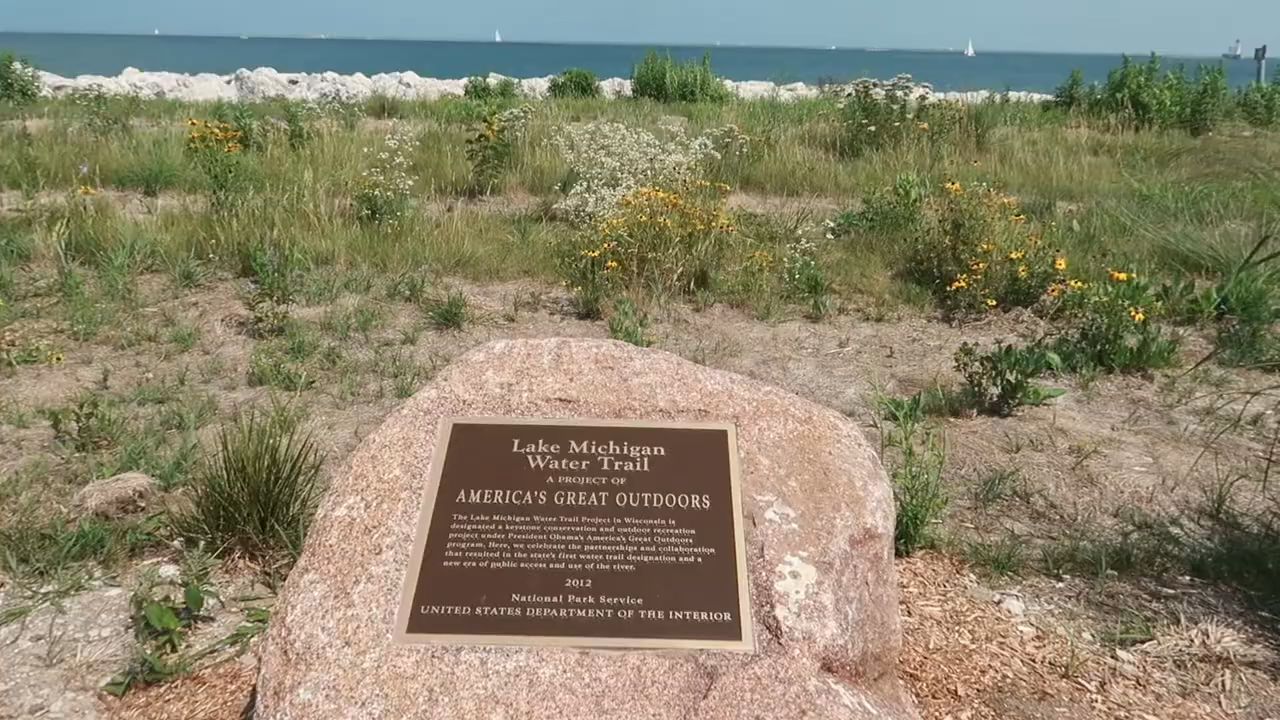 Lake Michigan
Water Trail
A PROJECT OF
AMERICA'S GREAT OUTDOORS
The Lake Michigan Water Trail Project in Wisconsin is
designated a keystone conservation and outdoor recreation
project under President Obama's America's Great Outdoors
program. Here, we celebrate the partnerships and collaboration
that resulted in the state's first water trail designation and a
new era of public access and use of the river.
2012
National Park Service
UNITED STATES DEPARTMENT OF THE INTERIOR